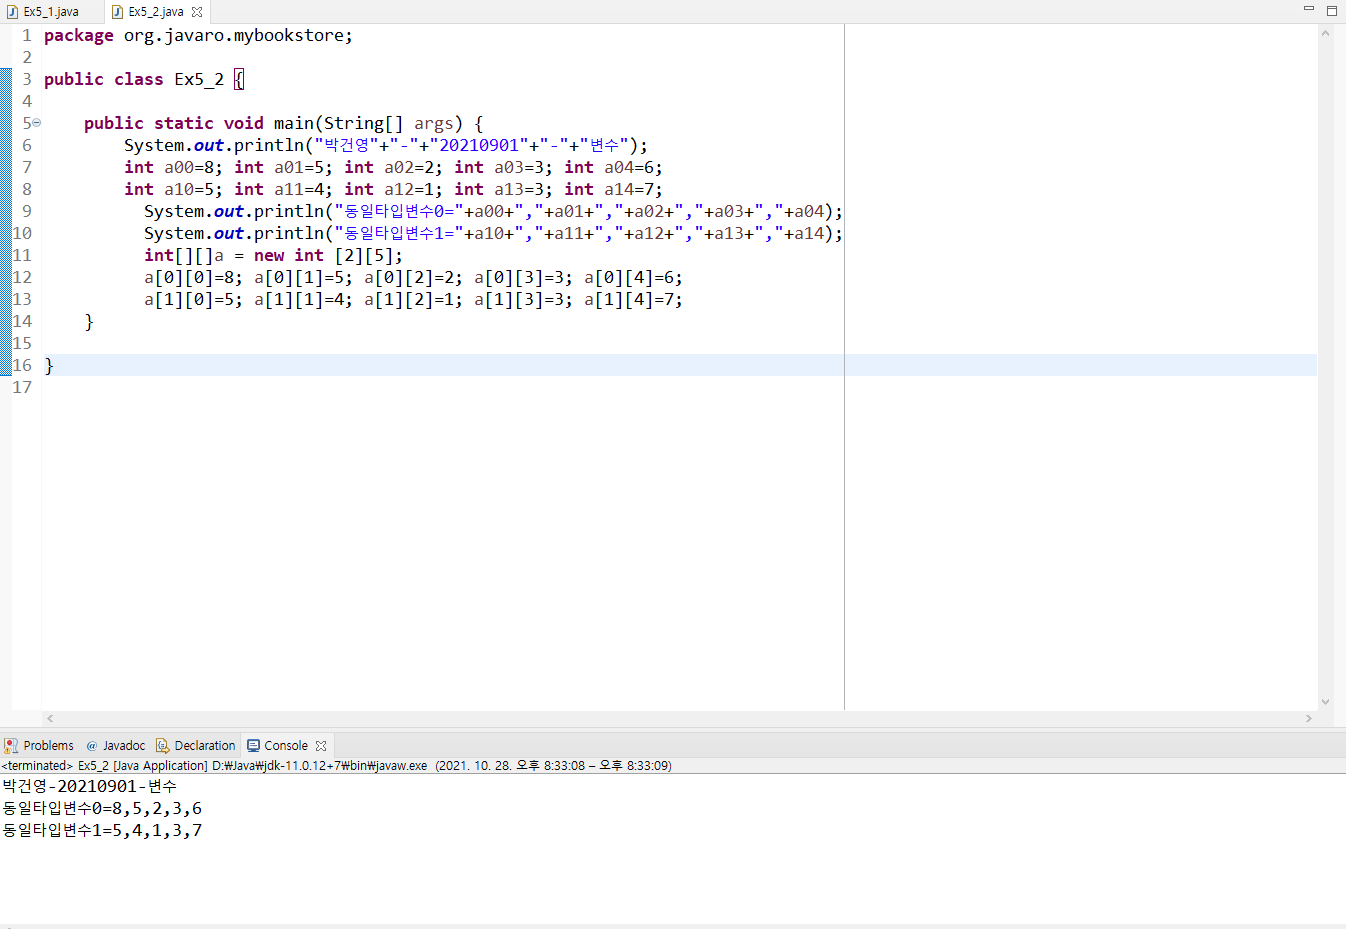 Ex5_1.java Ex5_2.java
1 package org.javaro.mybookstore;
2
3 public class Ex5_2 {
4
5 public static void main(String[] args) {
6 System.out.println("박건영"+"-"+"20210901"+"-"+"변수");
7 int a00=8; int a01=5; int a02=2; int a03=3; int a04=6;
8 int a10=5; int a11=4; int a12=1; int a13=3; int a14=7;
9 System.out.println("동일타입변수0="+a00+","+a01+","+a02+","+a03+","+a04);
10 System.out.println("동일타입변수1="+a10+","+a11+","+a12+","+a13+","+a14);
11 int[][]a = new int [2][5];
12 a[0][0]=8; a[0][1]=5; a[0][2]=2; a[0][3]=3; a[0][4]=6;
13 a[1][0]=5; a[1][1]=4; a[1][2]=1; a[1][3]=3; a[1][4]=7;
14 }
15
16 }
17
Problems @ Javadoc Declaration Console
<terminated> Ex5_2 [Java Application] D:₩Java₩jdk-11.0.12+7₩bin₩javaw.exe (2021. 10. 28. 오후 8:33:08 – 오후 8:33:09)
박건영-20210901-변수
동일타입변수0=8,5,2,3,6
동일타입변수1=5,4,1,3,7